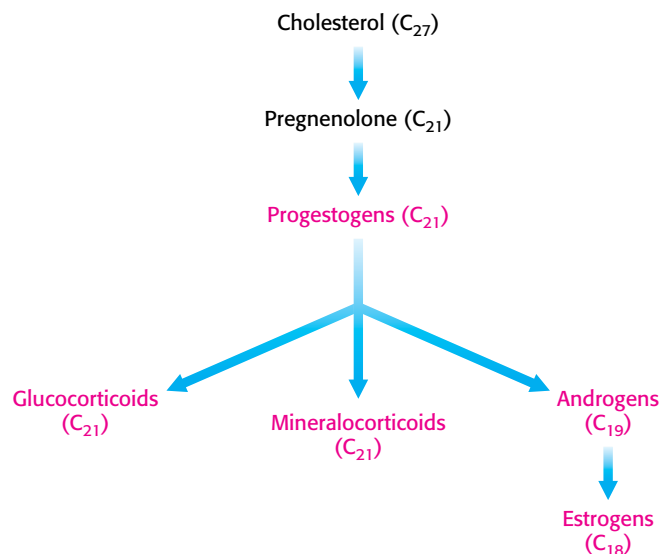 Cholesterol (C₂₇)
Pregnenolone (C₂₁)
Progestogens (C₂₁)
Glucocorticoids
(C₂₁)
Mineralocorticoids
(C₂₁)
Androgens
(C₁₉)
Estrogens
(C₁₈)